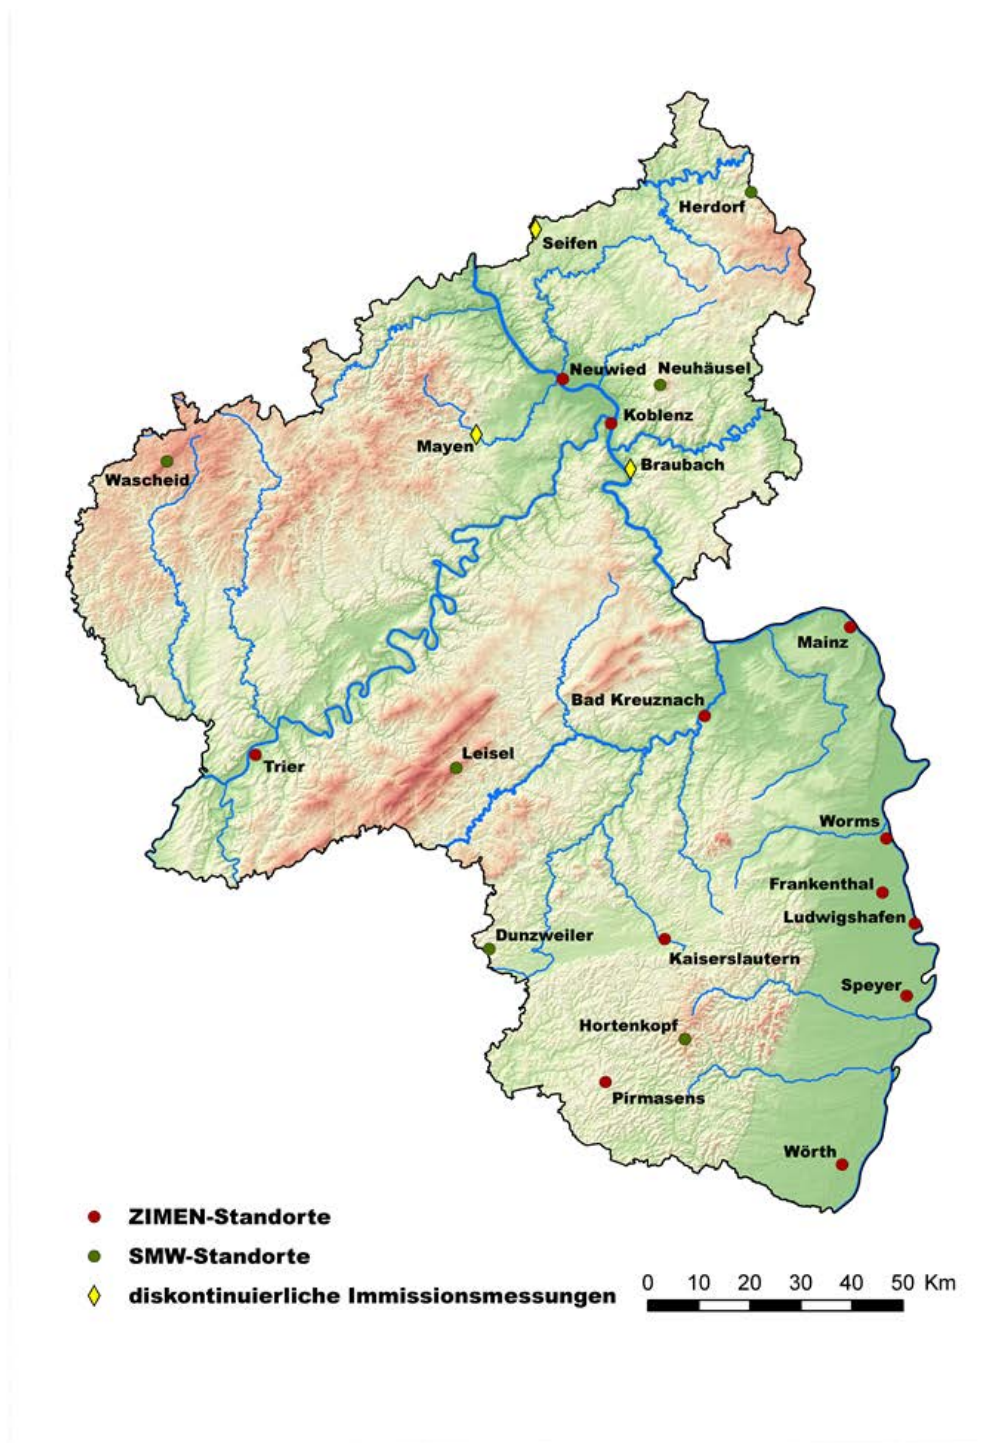 Herdorf
Seifen
Neuwied
Neuhäusel
Koblenz
Mayen
Braubach
Wascheid
Mainz
Bad Kreuznach
Leisel
Trier
Worms
Frankenthal
Ludwigshafen
Dunzweiler
Kaiserslautern
Speyer
Hortenkopf
Pirmasens
Wörth
ZIMEN-Standorte
SMW-Standorte
diskontinuierliche Immissionsmessungen
0 10 20 30 40 50 Km